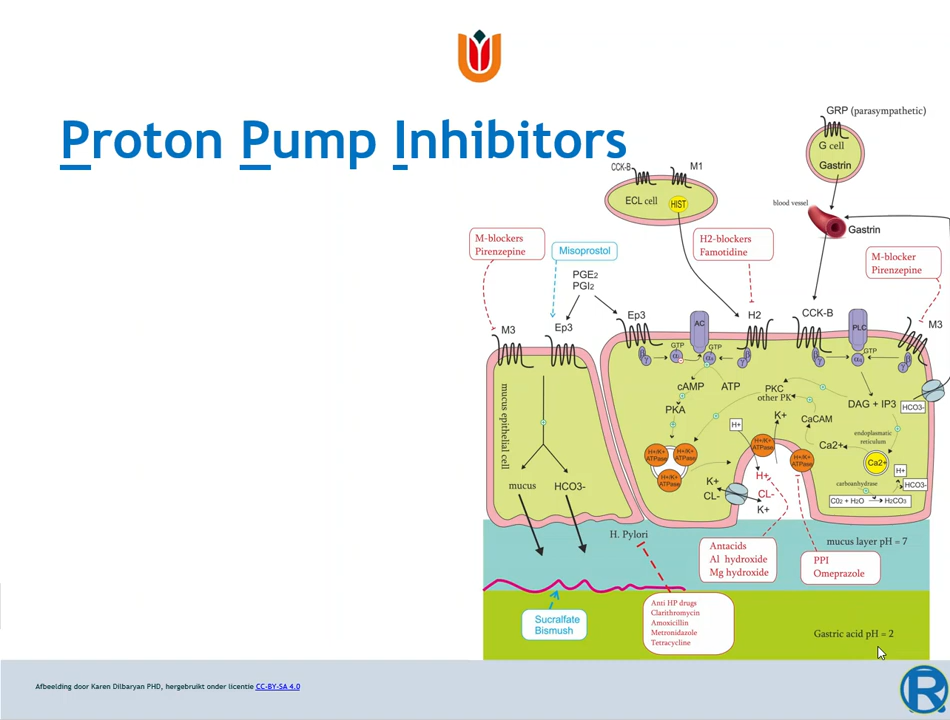 Proton Pump Inhibitors
GRP (parasympathetic)
G cell
Gastrin
CCK-B
M1
ECL cell
HIST
blood vessel
Gastrin
M-blockers
Pirenzepine
Misoprostol
H2-blockers
Famotidine
M-blocker
Pirenzepine
PGE2
PGI2
M3
Ep3
Ep3
AC
H2
CCK-B
PLC
M3
GTP
GTP
GTP
β
γ
αi
αs
β
γ
β
γ
αq
β
γ
cAMP
ATP
PKA
PKC
other PK
CaCAM
DAG + IP3
HCO3-
mucus epithelial cell
K+
H+
endoplasmatic
reticulum
Ca2+
Ca2+
H+/K+
ATPase
H+/K+
ATPase
H+/K+
ATPase
H+/K+
ATPase
H+/K+
ATPase
H+
HCO3-
carboanhydrase
C02 + H2O
H2CO3
mucus
HCO3-
K+
CL-
H+
CL-
K+
H. Pylori
mucus layer pH = 7
Antacids
Al hydroxide
Mg hydroxide
PPI
Omeprazole
Sucralfate
Bismush
Anti HP drugs
Clarithromycin
Amoxicillin
Metronidazole
Tetracycline
Gastric acid pH = 2
Afbeelding door Karen Dilbaryan PHD, hergebruikt onder licentie CC-BY-SA 4.0
R